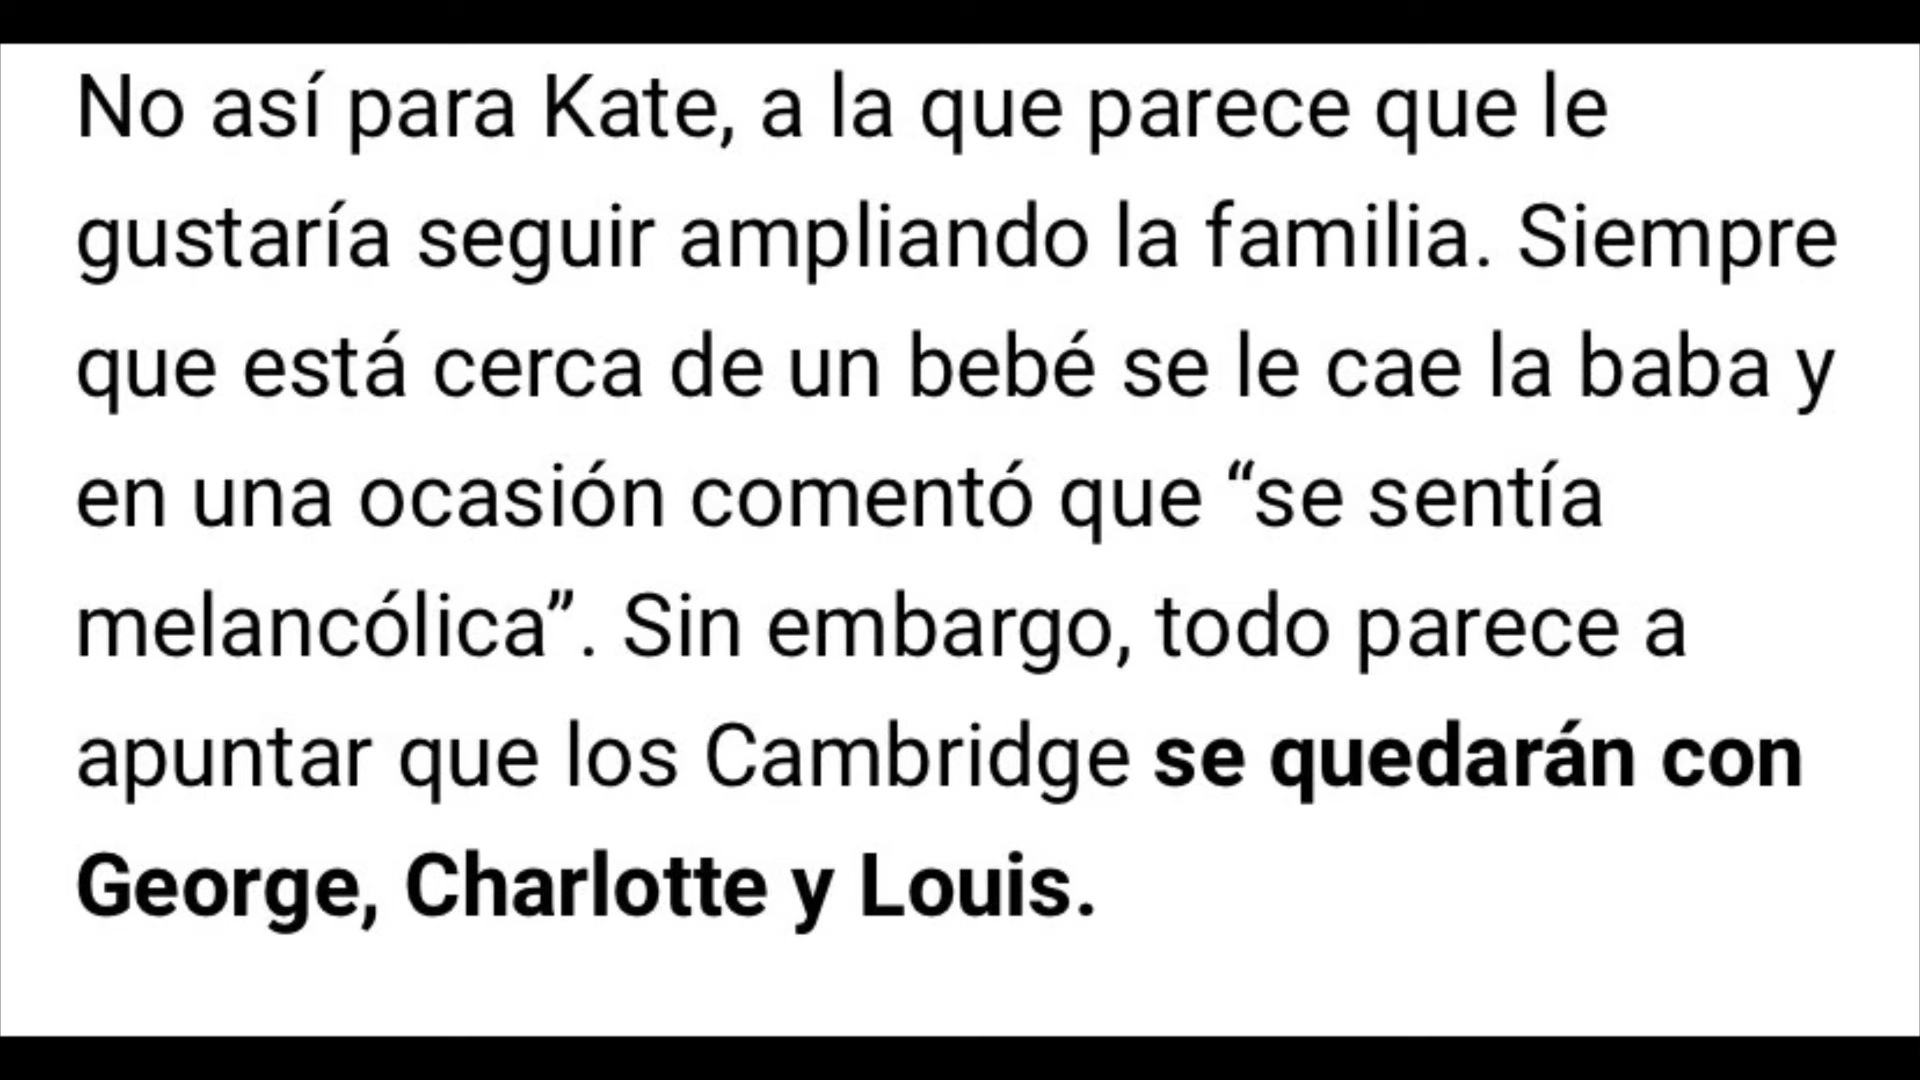 No así para Kate, a la que parece que le
gustaría seguir ampliando la familia. Siempre
que está cerca de un bebé se le cae la baba y
en una ocasión comentó que “se sentía
melancólica”. Sin embargo, todo parece a
apuntar que los Cambridge se quedarán con
George, Charlotte y Louis.